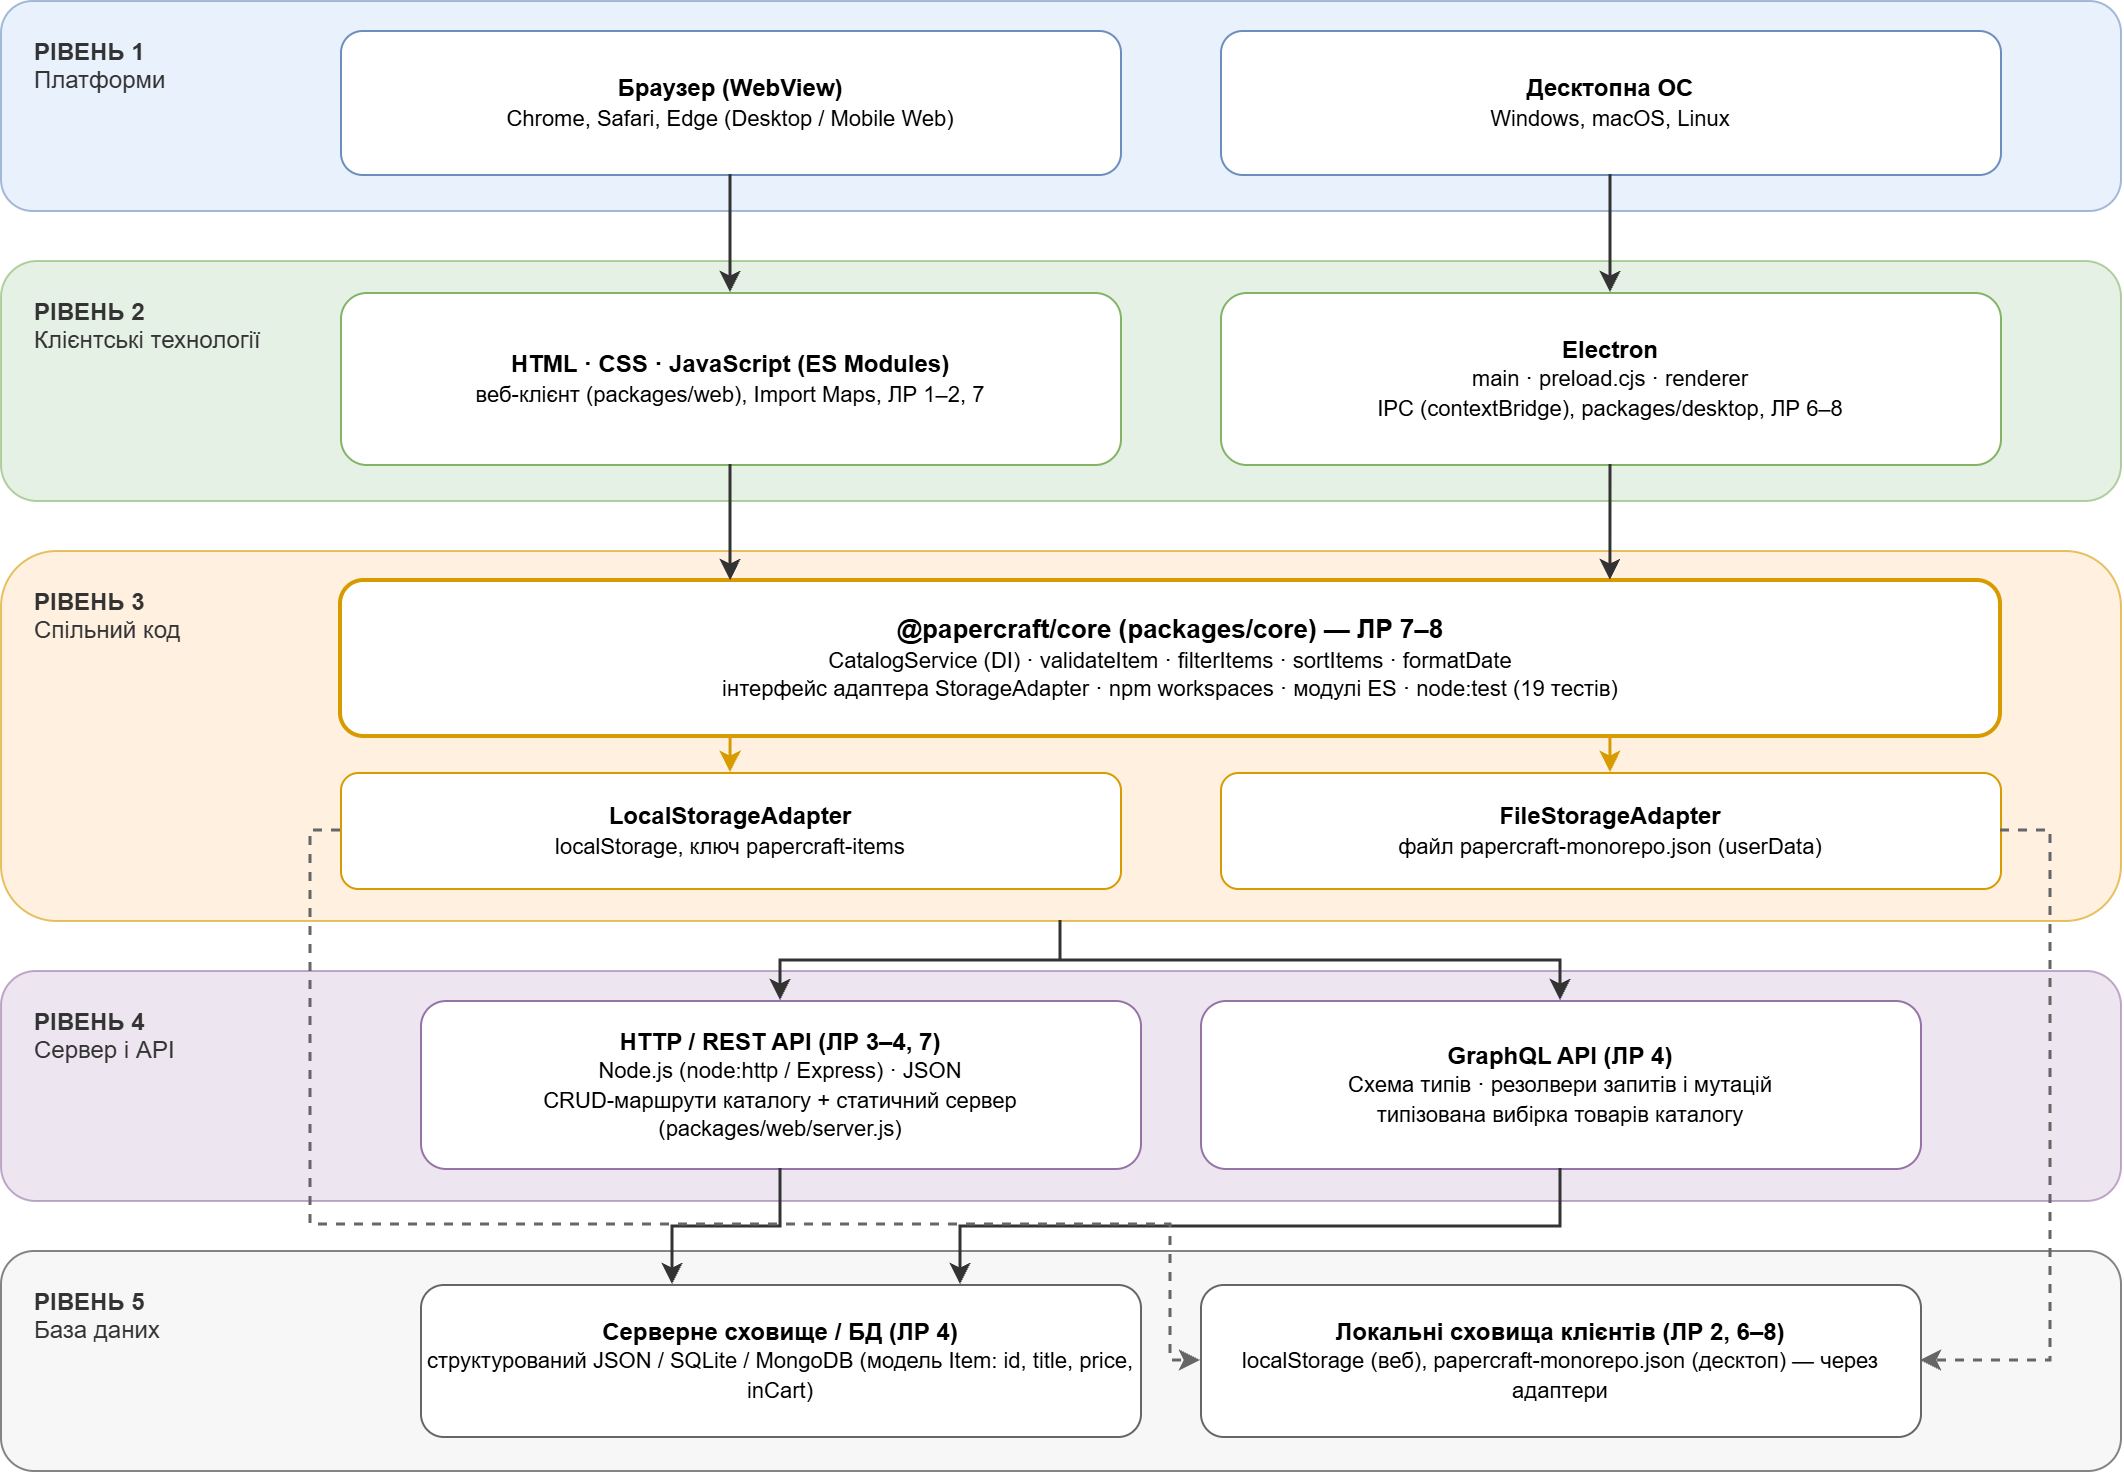 РІВЕНЬ 1
Платформи
Браузер (WebView)
Chrome, Safari, Edge (Desktop / Mobile Web)
Десктопна ОС
Windows, macOS, Linux
РІВЕНЬ 2
Клієнтські технології
HTML · CSS · JavaScript (ES Modules)
веб-клієнт (packages/web), Import Maps, ЛР 1–2, 7
Electron
main · preload.cjs · renderer
IPC (contextBridge), packages/desktop, ЛР 6–8
РІВЕНЬ 3
Спільний код
@papercraft/core (packages/core) — ЛР 7–8
CatalogService (DI) · validateItem · filterItems · sortItems · formatDate
інтерфейс адаптера StorageAdapter · npm workspaces · модулі ES · node:test (19 тестів)
LocalStorageAdapter
localStorage, ключ papercraft-items
FileStorageAdapter
файл papercraft-monorepo.json (userData)
РІВЕНЬ 4
Сервер і API
HTTP / REST API (ЛР 3–4, 7)
Node.js (node:http / Express) · JSON
CRUD-маршрути каталогу + статичний сервер
(packages/web/server.js)
GraphQL API (ЛР 4)
Схема типів · резолвери запитів і мутацій
типізована вибірка товарів каталогу
РІВЕНЬ 5
База даних
Серверне сховище / БД (ЛР 4)
структурований JSON / SQLite / MongoDB (модель Item: id, title, price,
inCart)
Локальні сховища клієнтів (ЛР 2, 6–8)
localStorage (веб), papercraft-monorepo.json (десктоп) — через
адаптери